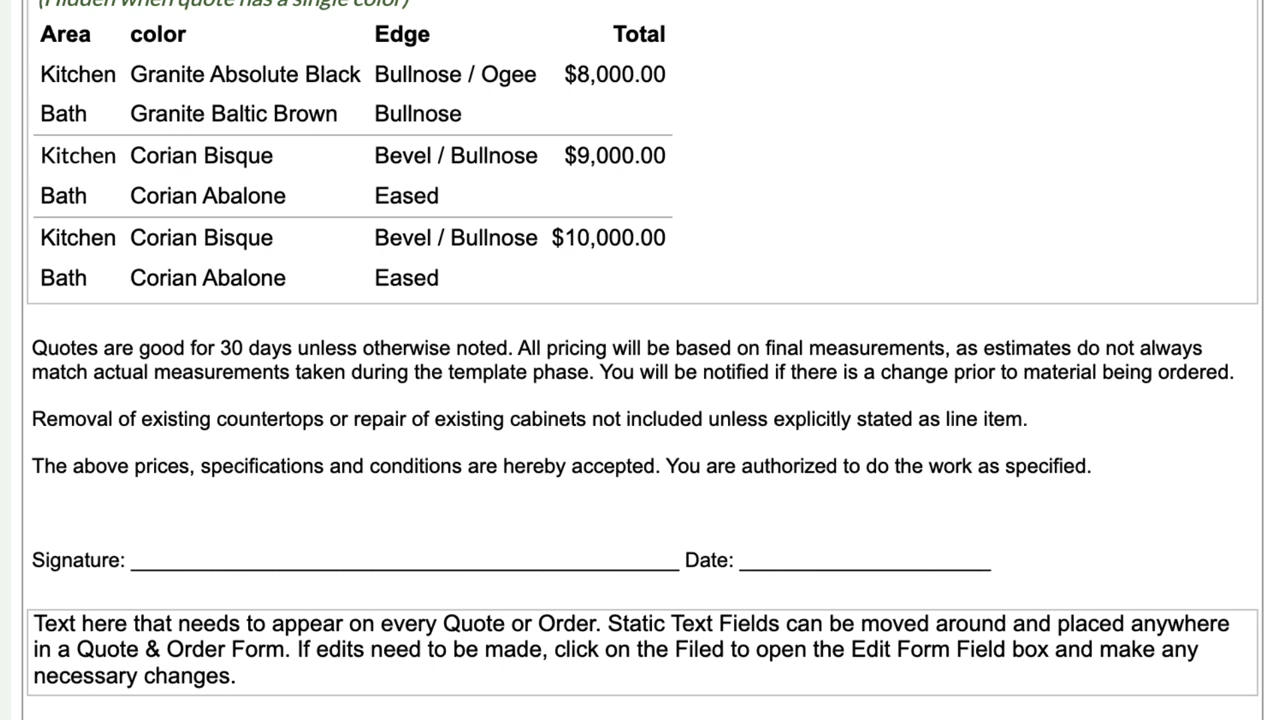 (Hidden when quote has a single color)
Area color Edge Total
Kitchen Granite Absolute Black Bullnose / Ogee $8,000.00
Bath Granite Baltic Brown Bullnose
Kitchen Corian Bisque Bevel / Bullnose $9,000.00
Bath Corian Abalone Eased
Kitchen Corian Bisque Bevel / Bullnose $10,000.00
Bath Corian Abalone Eased
Quotes are good for 30 days unless otherwise noted. All pricing will be based on final measurements, as estimates do not always
match actual measurements taken during the template phase. You will be notified if there is a change prior to material being ordered.
Removal of existing countertops or repair of existing cabinets not included unless explicitly stated as line item.
The above prices, specifications and conditions are hereby accepted. You are authorized to do the work as specified.
Signature: Date:
Text here that needs to appear on every Quote or Order. Static Text Fields can be moved around and placed anywhere
in a Quote & Order Form. If edits need to be made, click on the Filed to open the Edit Form Field box and make any
necessary changes.